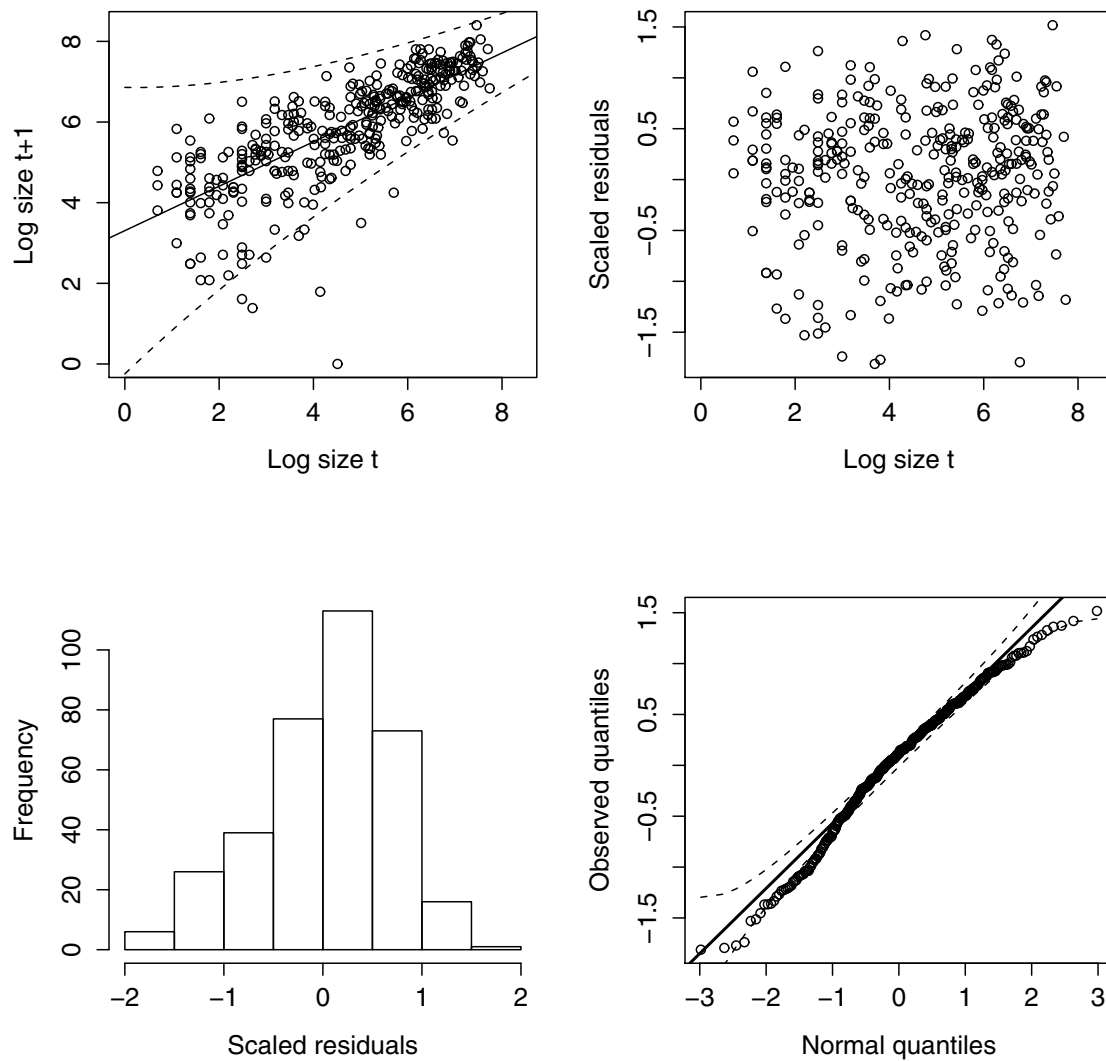 Log size t+1
8
6
4
2
0
0 2 4 6 8
Log size t
Scaled residuals
1.5
0.5
−0.5
−1.5
0 2 4 6 8
Log size t
Frequency
100
80
60
40
20
0
−2 −1 0 1 2
Scaled residuals
Observed quantiles
1.5
0.5
−0.5
−1.5
−3 −2 −1 0 1 2 3
Normal quantiles